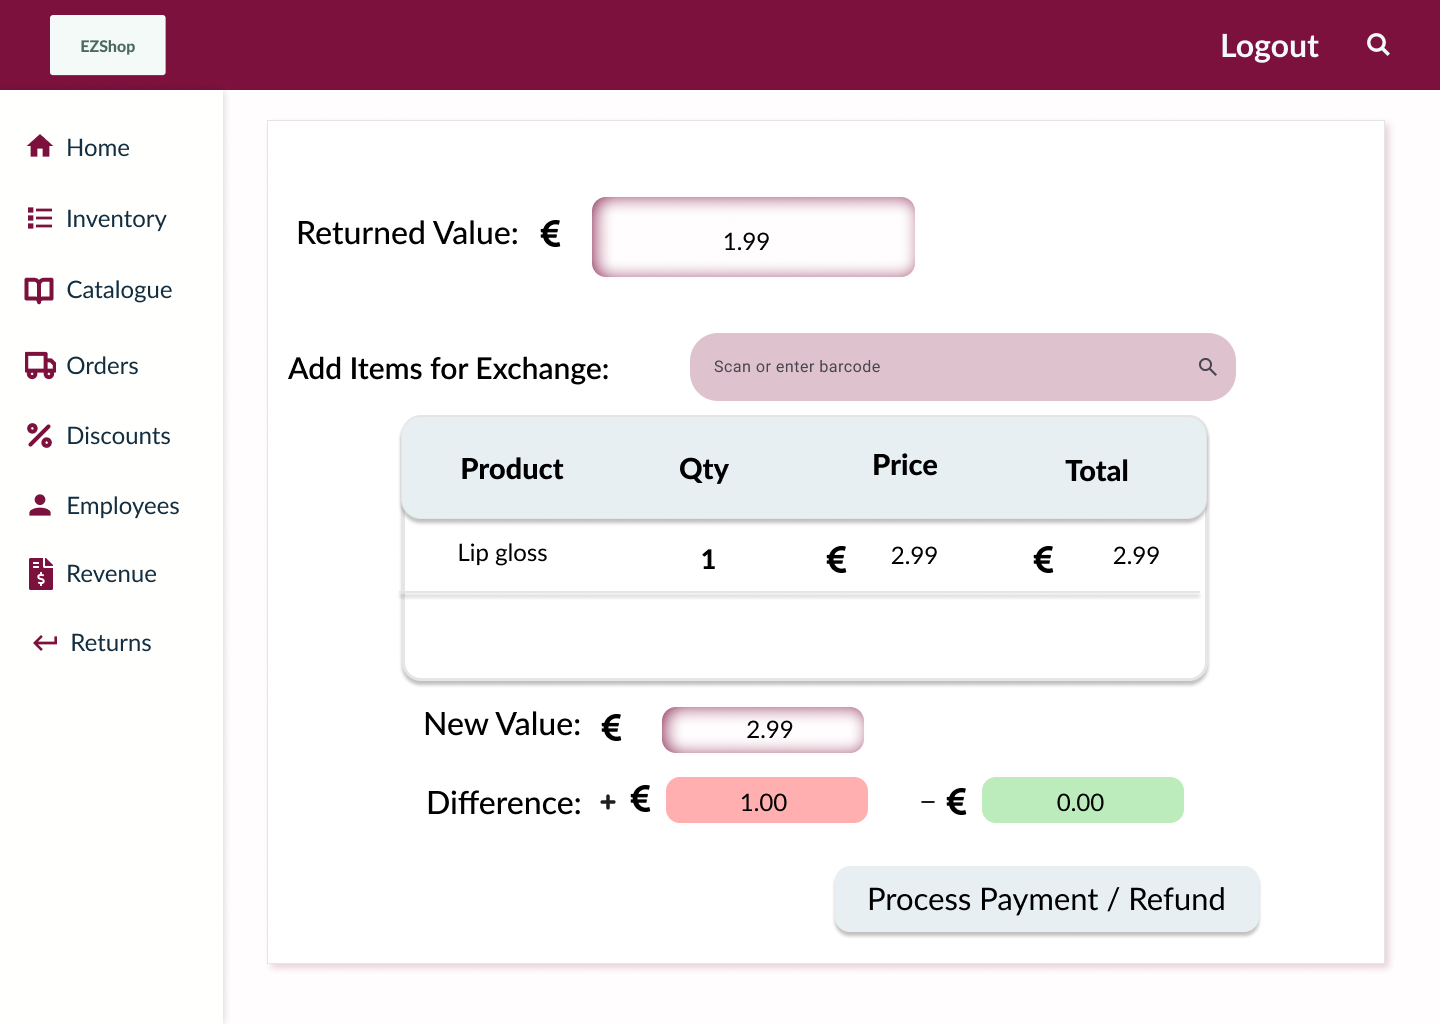 EZShop
Logout
Home
Inventory
Catalogue
Orders
Discounts
Employees
Revenue
Returns
Returned Value: € 1.99
Add Items for Exchange: Scan or enter barcode
Product Qty Price Total
Lip gloss 1 € 2.99 € 2.99
New Value: € 2.99
Difference: + € 1.00 − € 0.00
Process Payment / Refund